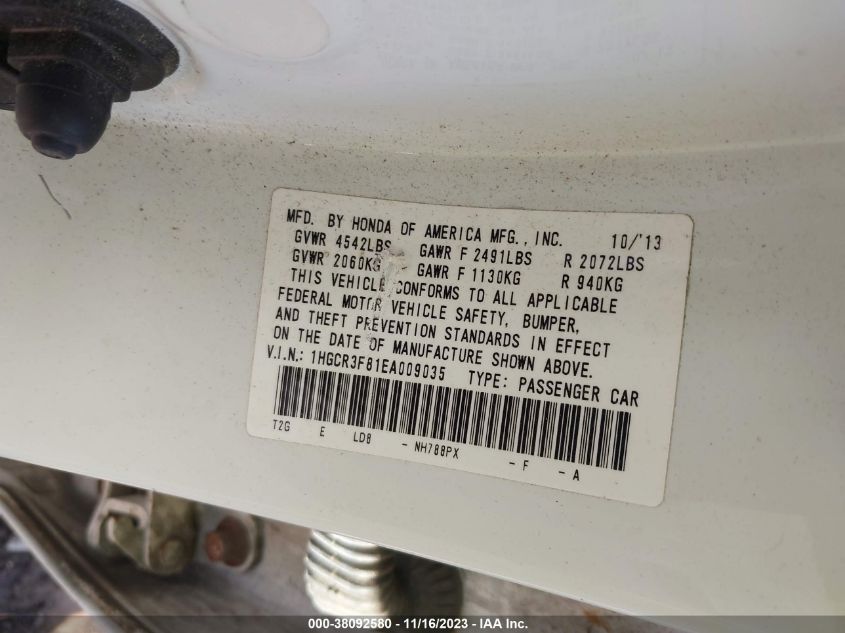 MFD. BY HONDA OF AMERICA MFG., INC. 10/'13
GVWR 4542LBS GAWR F 2491LBS R 2072LBS
GVWR 2060KG GAWR F 1130KG R 940KG
THIS VEHICLE CONFORMS TO ALL APPLICABLE
FEDERAL MOTOR VEHICLE SAFETY, BUMPER,
AND THEFT PREVENTION STANDARDS IN EFFECT
ON THE DATE OF MANUFACTURE SHOWN ABOVE.
V.I.N.: 1HGCR3F81EA009035 TYPE: PASSENGER CAR
T2G E LD8 - NH788PX - F - A
000-38092580 - 11/16/2023 - IAA Inc.